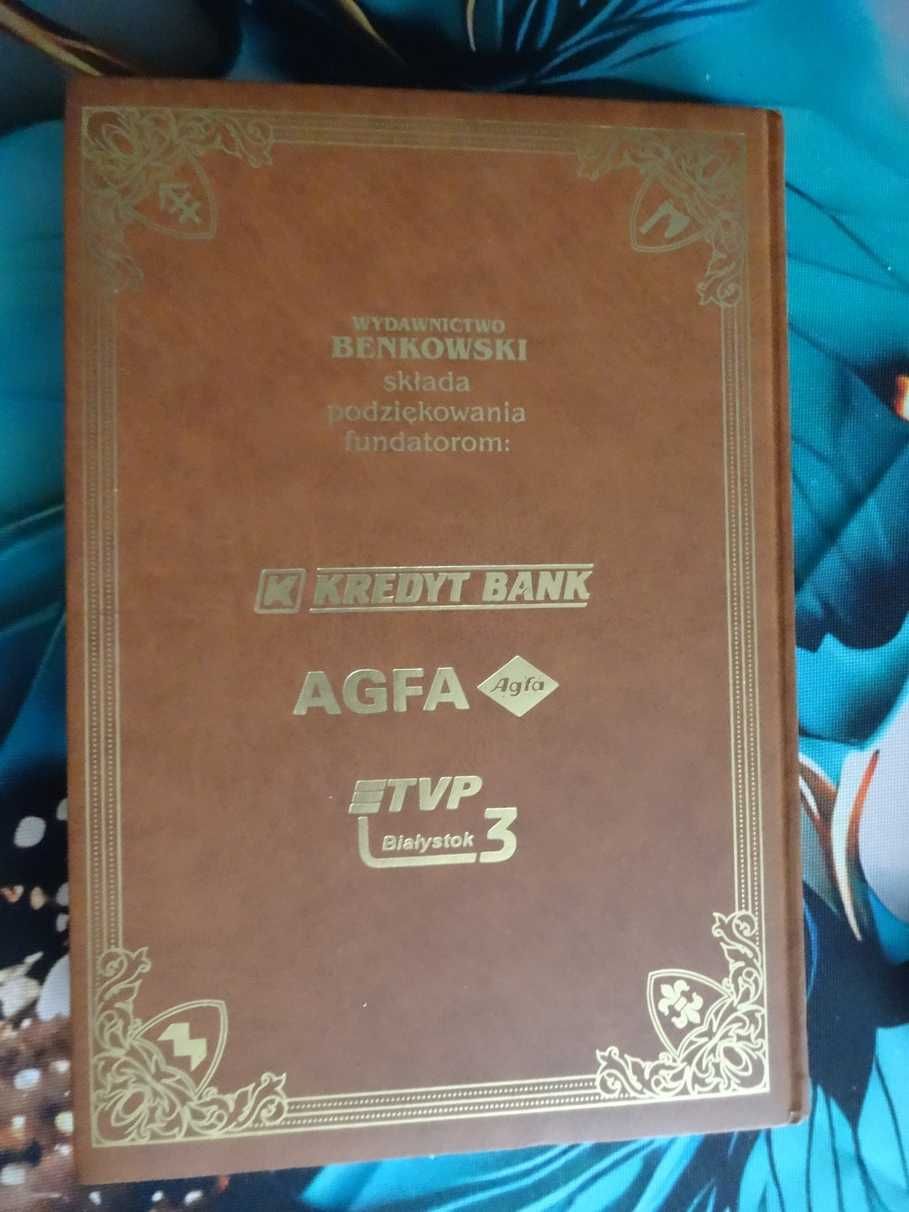 WYDAWNICTWO
BENKOWSKI
składa
podziękowania
fundatorom:
K KREDYT BANK
AGFA Agfa
TVP
Białystok 3